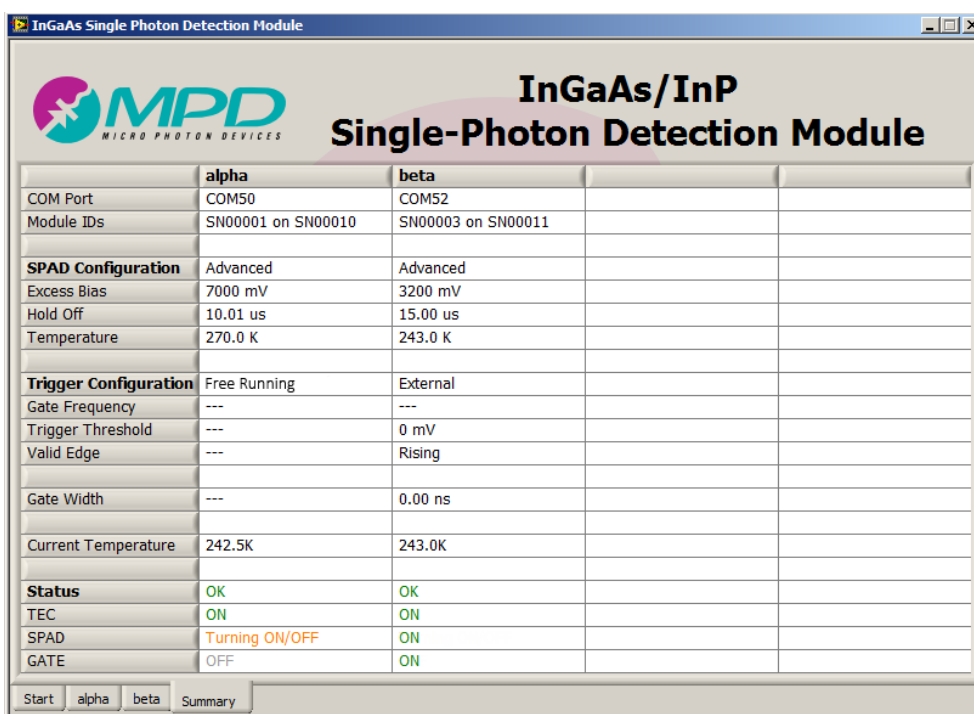 InGaAs Single Photon Detection Module
MPD
MICRO PHOTON DEVICES
InGaAs/InP
Single-Photon Detection Module
alpha beta
COM Port COM50 COM52
Module IDs SN00001 on SN00010 SN00003 on SN00011
SPAD Configuration Advanced Advanced
Excess Bias 7000 mV 3200 mV
Hold Off 10.01 us 15.00 us
Temperature 270.0 K 243.0 K
Trigger Configuration Free Running External
Gate Frequency --- ---
Trigger Threshold --- 0 mV
Valid Edge --- Rising
Gate Width --- 0.00 ns
Current Temperature 242.5K 243.0K
Status OK OK
TEC ON ON
SPAD Turning ON/OFF ON
GATE OFF ON
Start alpha beta Summary